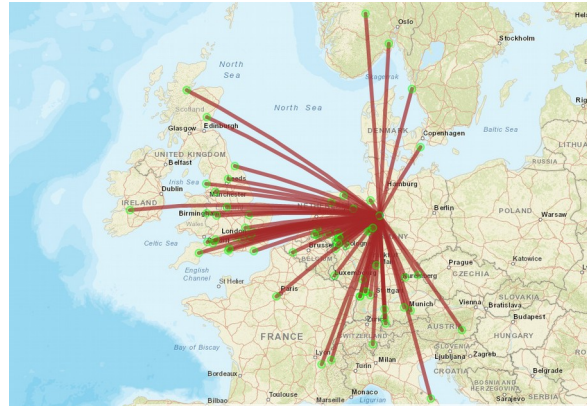 Oslo
Stockholm
North
Sea
Skagerrak
North Sea
Scotland
Glasgow
Edinburgh
DENMARK
Copenhagen
Baltic Sea
LITHUA
UNITED KINGDOM
Belfast
RUSSIA
Irish Sea
Leeds
Dublin
Manchester
Hamburg
IRELAND
Birmingham
Berlin
POLAND
Warsaw
Wales
London
Celtic Sea
Brussels
Cologne
BELGIUM
English
Channel
St Helier
Luxembourg
Prague
Katowice
Nuremberg
CZECHIA
Paris
Stuttgart
SLOVAKIA
Munich
Vienna
Bratislava
Budapest
FRANCE
Zurich
AUSTRIA
SWITZERLAND
HUNGARY
Bay of Biscay
Lyon
SLOVENIA
Ljubljana
Zagreb
Milan
Turin
CROATIA
Bordeaux
Belgrade
Monaco
BOSNIA AND
HERZEGOVINA
Toulouse
Marseille
Ligurian
Sarajevo
SERB
Bilbao